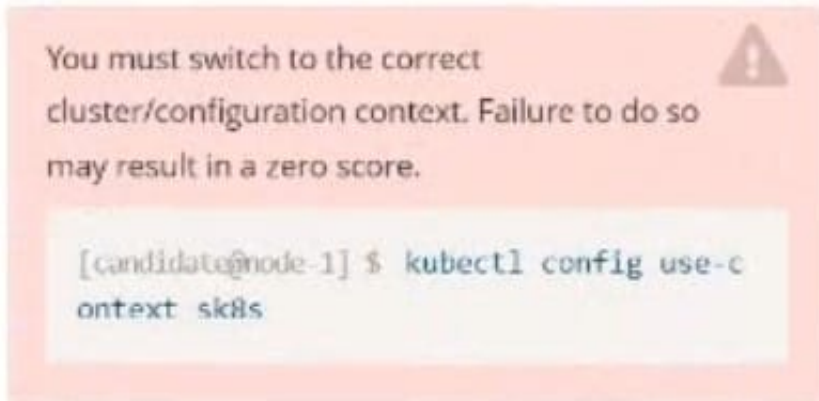 You must switch to the correct
cluster/configuration context. Failure to do so
may result in a zero score.
[candidate@node-1] $ kubectl config use-c
ontext sk8s